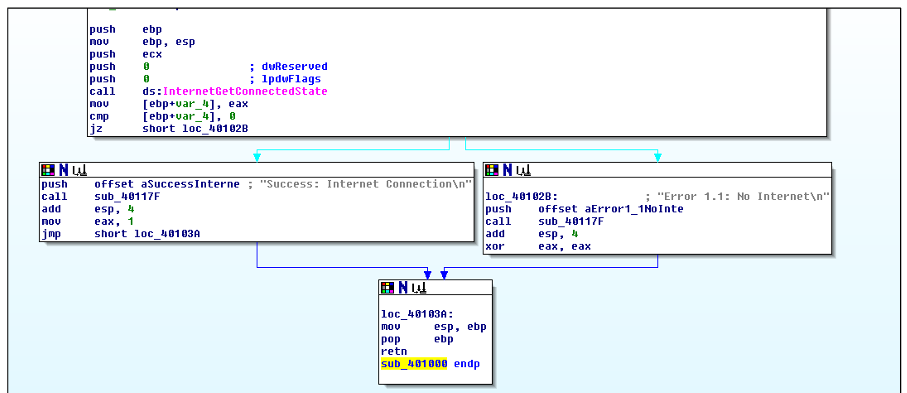 push ebp
mov ebp, esp
push ecx
push 0 ; dwReserved
push 0 ; lpdwFlags
call ds:InternetGetConnectedState
mov [ebp+var_4], eax
cmp [ebp+var_4], 0
jz short loc_40102B
push offset aSuccessInterne ; "Success: Internet Connection\n"
call sub_40117F
add esp, 4
mov eax, 1
jmp short loc_40103A
loc_40102B: ; "Error 1.1: No Internet\n"
push offset aError1_1NoInte
call sub_40117F
add esp, 4
xor eax, eax
loc_40103A:
mov esp, ebp
pop ebp
retn
sub_401000 endp